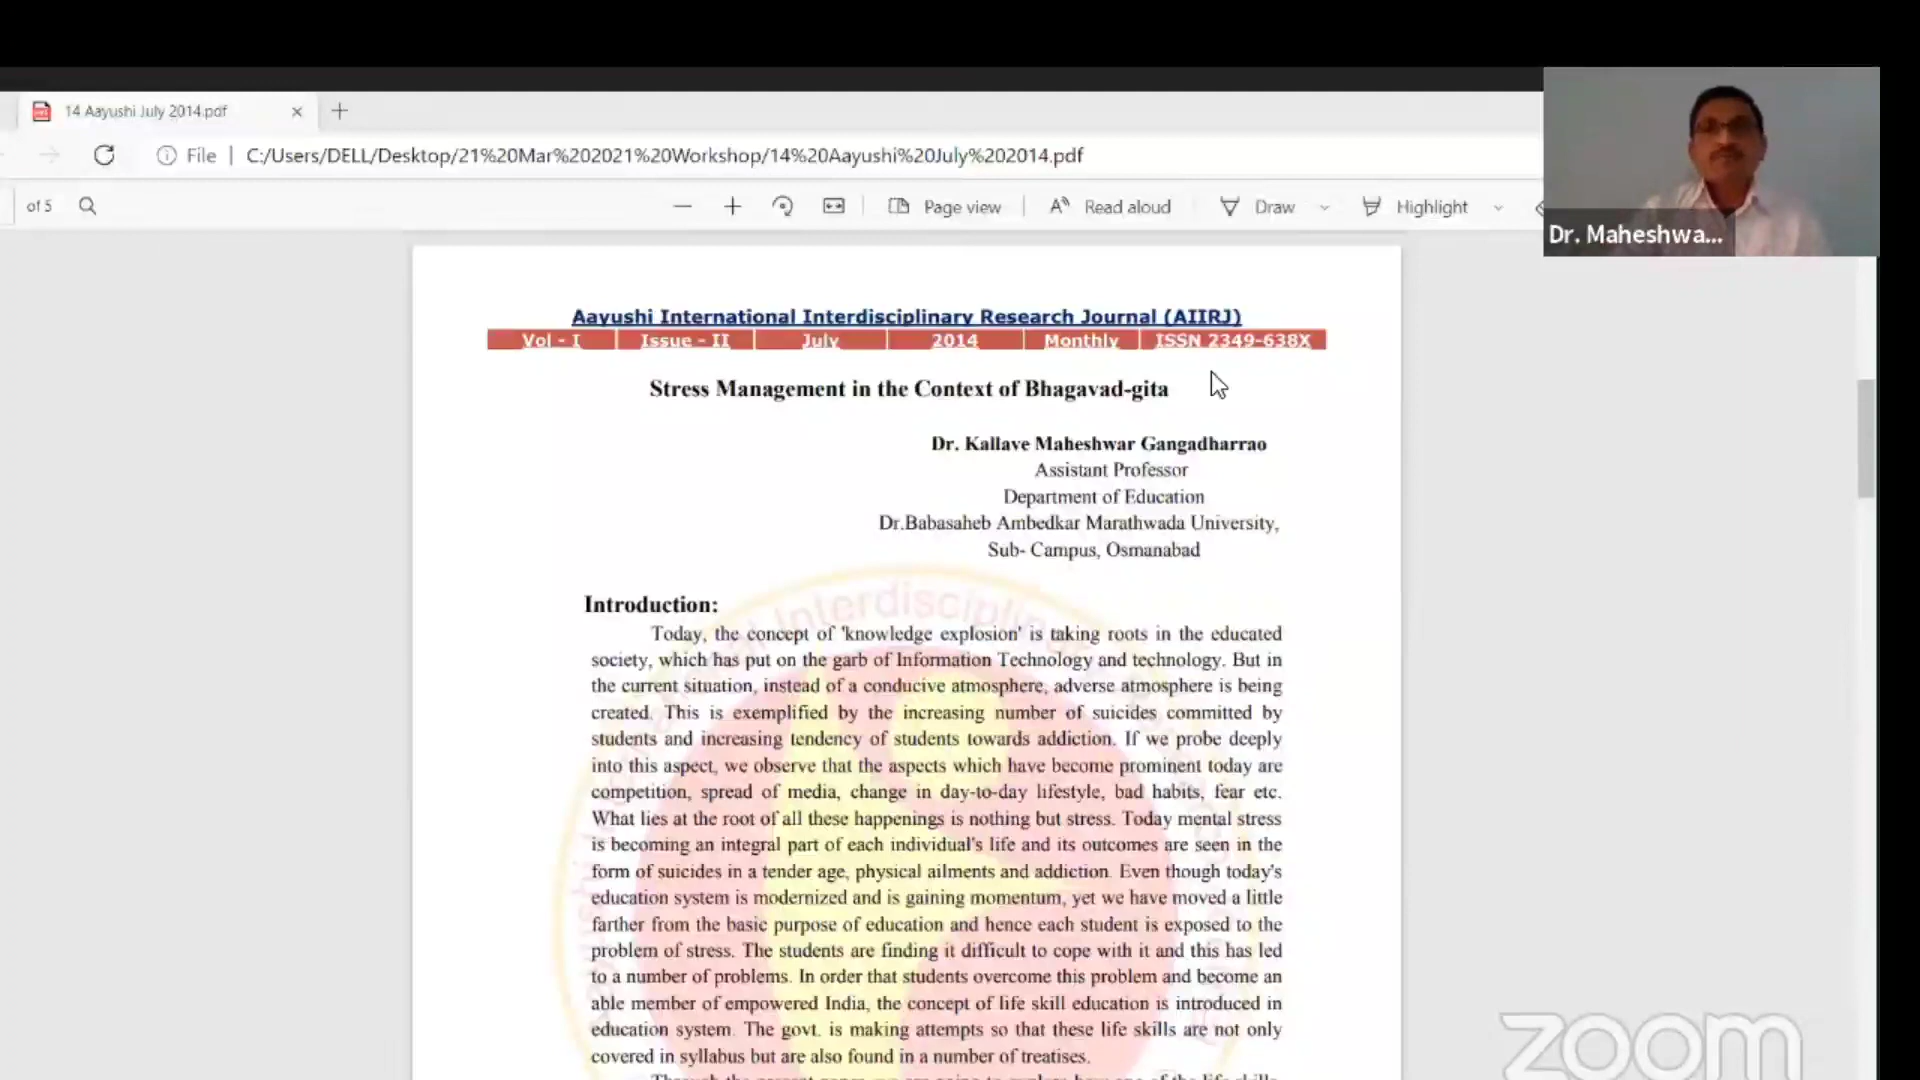 14 Aayushi July 2014.pdf
File
C:/Users/DELL/Desktop/21%20Mar%202021%20Workshop/14%20Aayushi%20July%202014.pdf
of 5
Page view
Read aloud
Draw
Highlight
Dr. Maheshwa...
Aayushi International Interdisciplinary Research Journal (AIIRJ)
Vol - I Issue - II July 2014 Monthly ISSN 2349-638X
Stress Management in the Context of Bhagavad-gita
Dr. Kallave Maheshwar Gangadharrao
Assistant Professor
Department of Education
Dr.Babasaheb Ambedkar Marathwada University,
Sub- Campus, Osmanabad
Introduction:
Today, the concept of 'knowledge explosion' is taking roots in the educated
society, which has put on the garb of Information Technology and technology. But in
the current situation, instead of a conducive atmosphere, adverse atmosphere is being
created. This is exemplified by the increasing number of suicides committed by
students and increasing tendency of students towards addiction. If we probe deeply
into this aspect, we observe that the aspects which have become prominent today are
competition, spread of media, change in day-to-day lifestyle, bad habits, fear etc.
What lies at the root of all these happenings is nothing but stress. Today mental stress
is becoming an integral part of each individual's life and its outcomes are seen in the
form of suicides in a tender age, physical ailments and addiction. Even though today's
education system is modernized and is gaining momentum, yet we have moved a little
farther from the basic purpose of education and hence each student is exposed to the
problem of stress. The students are finding it difficult to cope with it and this has led
to a number of problems. In order that students overcome this problem and become an
able member of empowered India, the concept of life skill education is introduced in
education system. The govt. is making attempts so that these life skills are not only
covered in syllabus but are also found in a number of treatises.
zoom